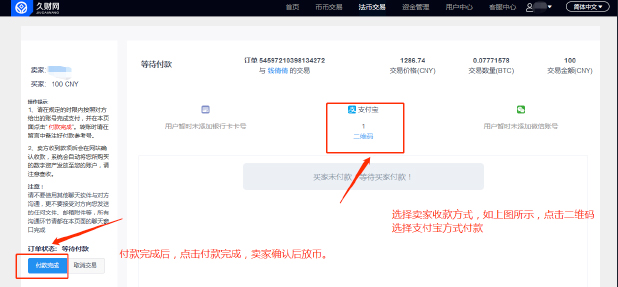 久财网
首页 币币交易 法币交易 资金管理 用户中心 客服中心 简体中文
卖家:
买家: 100 CNY
操作提示
1、请在规定的时限内按照对方
给出的账号完成支付，并在本页
面点击“付款完成”。转账时请在
留言中备注好付款参考号。
3、卖方收到款项后会在网站确
认收款，系统会自动将您所购买
的数字资产发放至您的账户，请
注意查收。
注意：
请不要使用其他聊天软件与对方
沟通，更不要接受对方向您发送
的任何文件、邮箱附件等，所有
沟通环节请都在本页面的聊天窗
口完成
订单状态: 等待付款
付款完成 取消交易
等待付款
订单 54597210398134272
与 钱倩倩 的交易
1286.74
交易价格(CNY)
0.07771578
交易数量(BTC)
100
交易金额(CNY)
用户暂时未添加银行卡卡号
支付宝
1
二维码
用户暂时未添加微信账号
买家未付款，等待买家付款！
选择卖家收款方式，如上图所示，点击二维码
选择支付宝方式付款
付款完成后，点击付款完成，卖家确认后放币。